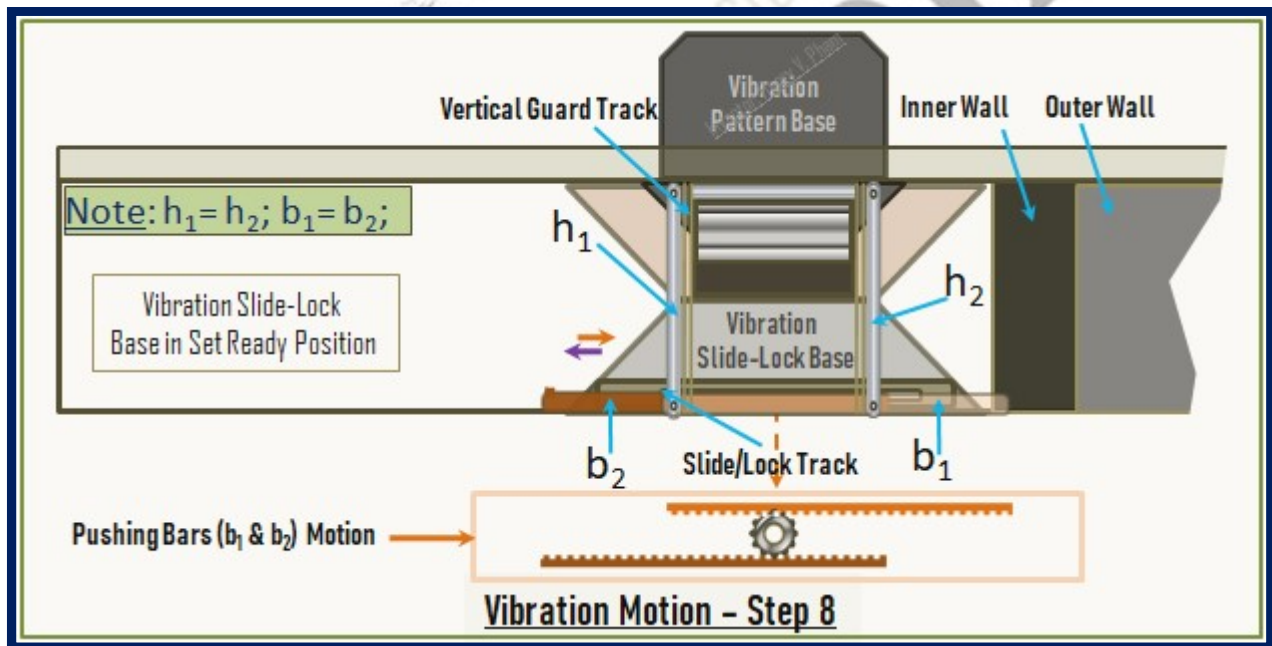 Vibration
Pattern Base
Vertical Guard Track
Inner Wall
Outer Wall
Note: h₁= h₂; b₁= b₂;
h₁
h₂
Vibration Slide-Lock
Base in Set Ready Position
Vibration
Slide-Lock Base
b₂
Slide/Lock Track
b₁
Pushing Bars (b₁ & b₂) Motion
Vibration Motion – Step 8